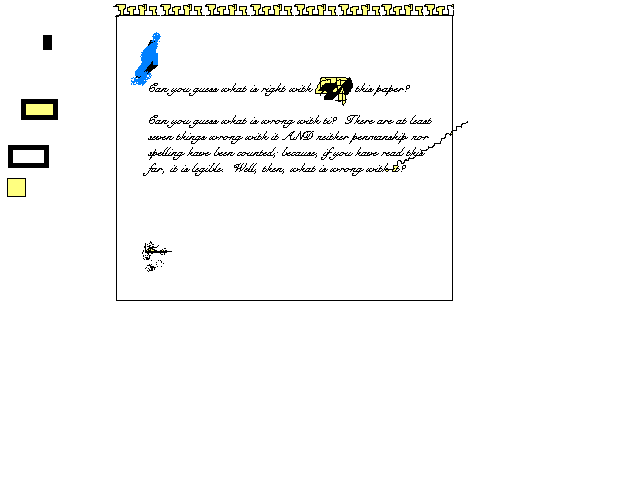 Can you guess what is right with this paper?
Can you guess what is wrong with ti? There are at least
seven things wrong with it AND neither penmanship nor
spelling have been counted; because, if you have read this
far, it is legible. Well, then, what is wrong with it?